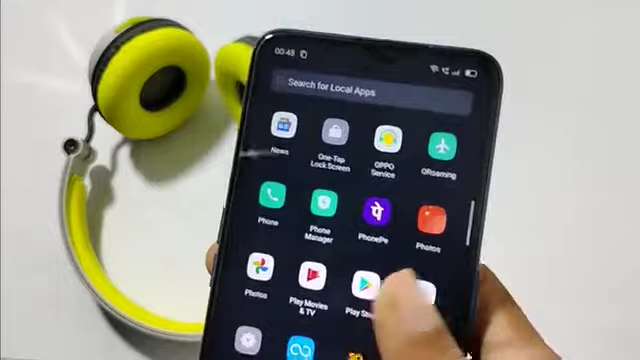 00:48
Search for Local Apps
News
One-Tap
Lock Screen
OPPO
Service
ORoaming
Phone
Phone
Manager
PhonePe
Photos
Photos
Play Movies
& TV
Play